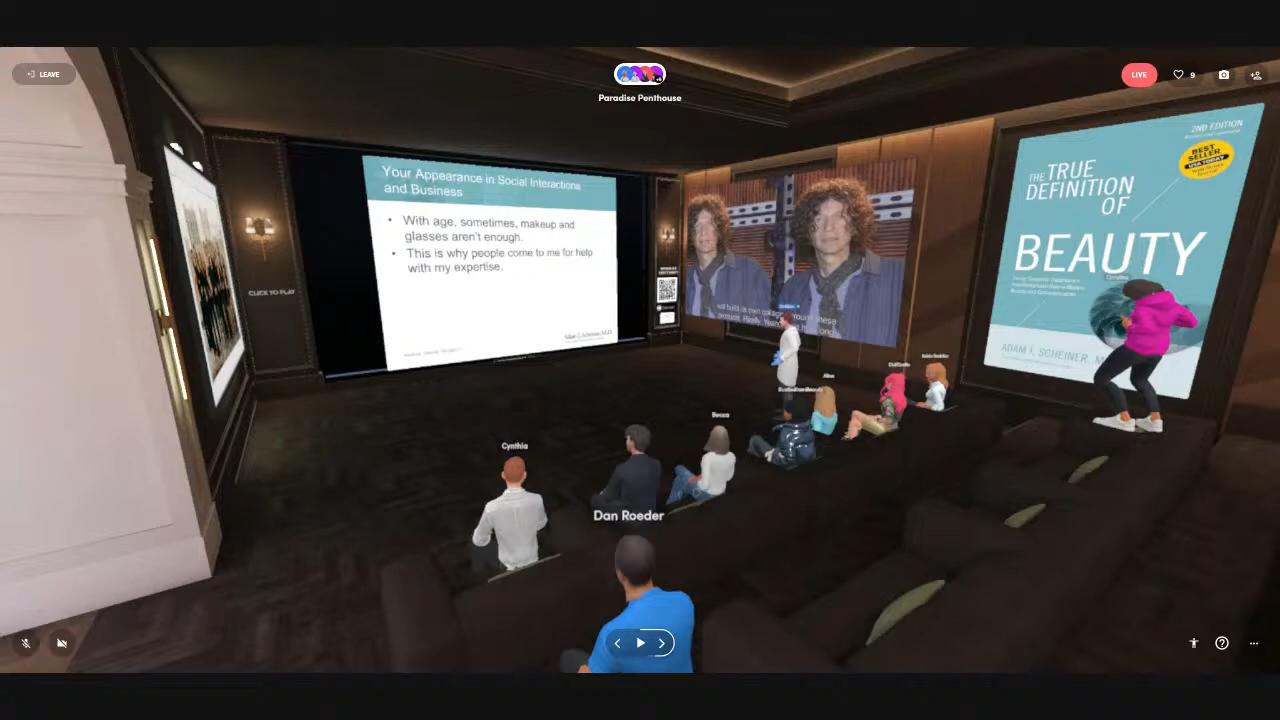 LEAVE
Paradise Penthouse
LIVE
9
Your Appearance in Social Interactions
and Business
• With age, sometimes, makeup and
glasses aren't enough.
• This is why people come to me for help
with my expertise.
CLICK TO PLAY
2ND EDITION
BEST
SELLER
USA TODAY
THE TRUE
DEFINITION
OF
BEAUTY
ADAM I. SCHEINER, M
Cynthia
Becca
Dan Roeder